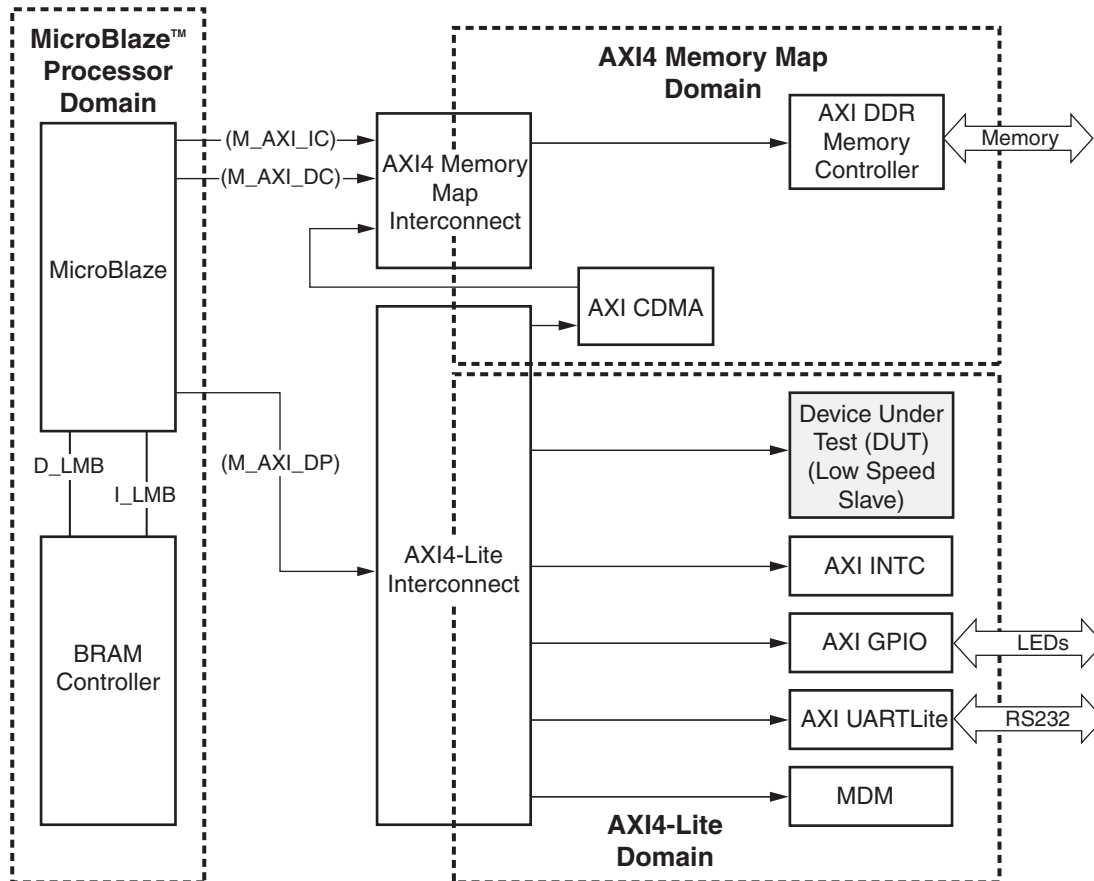 MicroBlaze™
Processor
Domain
MicroBlaze
D_LMB
I_LMB
BRAM
Controller
(M_AXI_IC)
(M_AXI_DC)
(M_AXI_DP)
AXI4 Memory
Map
Interconnect
AXI4-Lite
Interconnect
AXI4 Memory Map
Domain
AXI DDR
Memory
Controller
Memory
AXI CDMA
Device Under
Test (DUT)
(Low Speed
Slave)
AXI INTC
AXI GPIO
LEDs
AXI UARTLite
RS232
MDM
AXI4-Lite
Domain